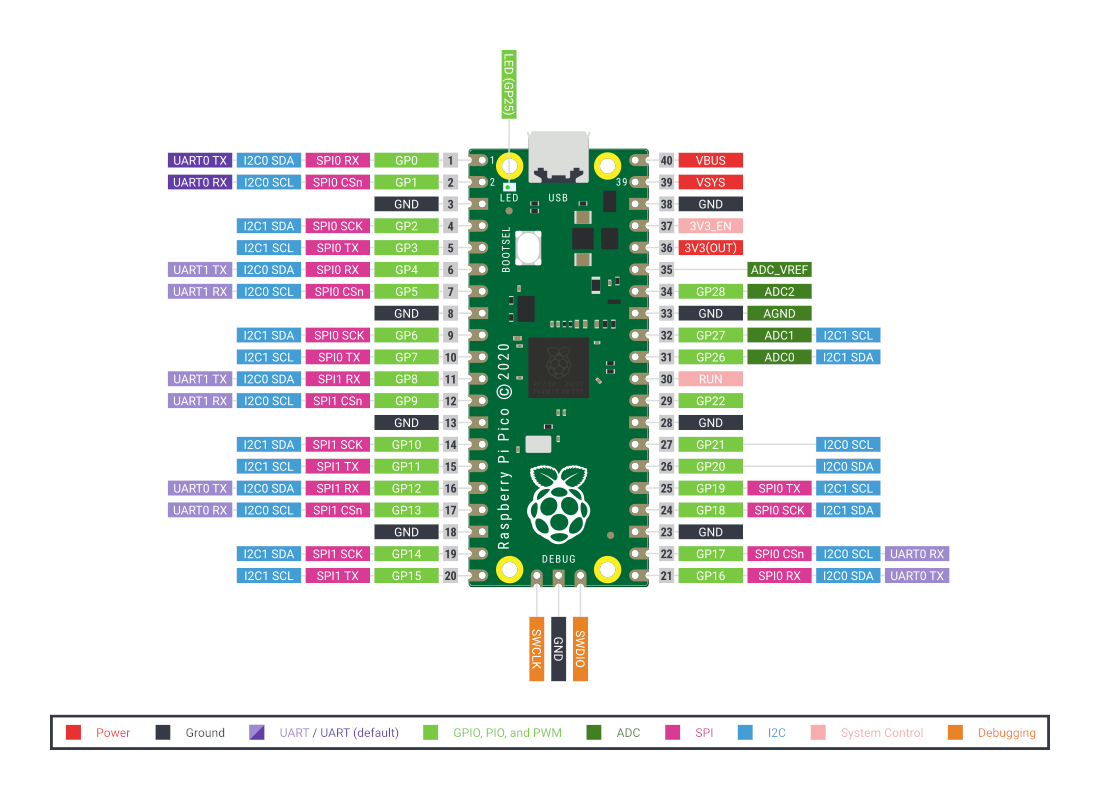 LED (GP25)
UART0 TX I2C0 SDA SPI0 RX GP0 1 1 40 VBUS
UART0 RX I2C0 SCL SPI0 CSn GP1 2 2 39 39 VSYS
LED USB
GND 3 38 GND
I2C1 SDA SPI0 SCK GP2 4 37 3V3_EN
BOOTSEL
I2C1 SCL SPI0 TX GP3 5 36 3V3(OUT)
UART1 TX I2C0 SDA SPI0 RX GP4 6 35 ADC_VREF
UART1 RX I2C0 SCL SPI0 CSn GP5 7 34 GP28 ADC2
GND 8 33 GND AGND
I2C1 SDA SPI0 SCK GP6 9 32 GP27 ADC1 I2C1 SCL
I2C1 SCL SPI0 TX GP7 10 31 GP26 ADC0 I2C1 SDA
UART1 TX I2C0 SDA SPI1 RX GP8 11 30 RUN
UART1 RX I2C0 SCL SPI1 CSn GP9 12 29 GP22
GND 13 28 GND
Raspberry Pi Pico ©2020
I2C1 SDA SPI1 SCK GP10 14 27 GP21 I2C0 SCL
I2C1 SCL SPI1 TX GP11 15 26 GP20 I2C0 SDA
UART0 TX I2C0 SDA SPI1 RX GP12 16 25 GP19 SPI0 TX I2C1 SCL
UART0 RX I2C0 SCL SPI1 CSn GP13 17 24 GP18 SPI0 SCK I2C1 SDA
GND 18 23 GND
I2C1 SDA SPI1 SCK GP14 19 22 GP17 SPI0 CSn I2C0 SCL UART0 RX
DEBUG
I2C1 SCL SPI1 TX GP15 20 21 GP16 SPI0 RX I2C0 SDA UART0 TX
SWCLK
GND
SWDIO
Power Ground UART / UART (default) GPIO, PIO, and PWM ADC SPI I2C System Control Debugging